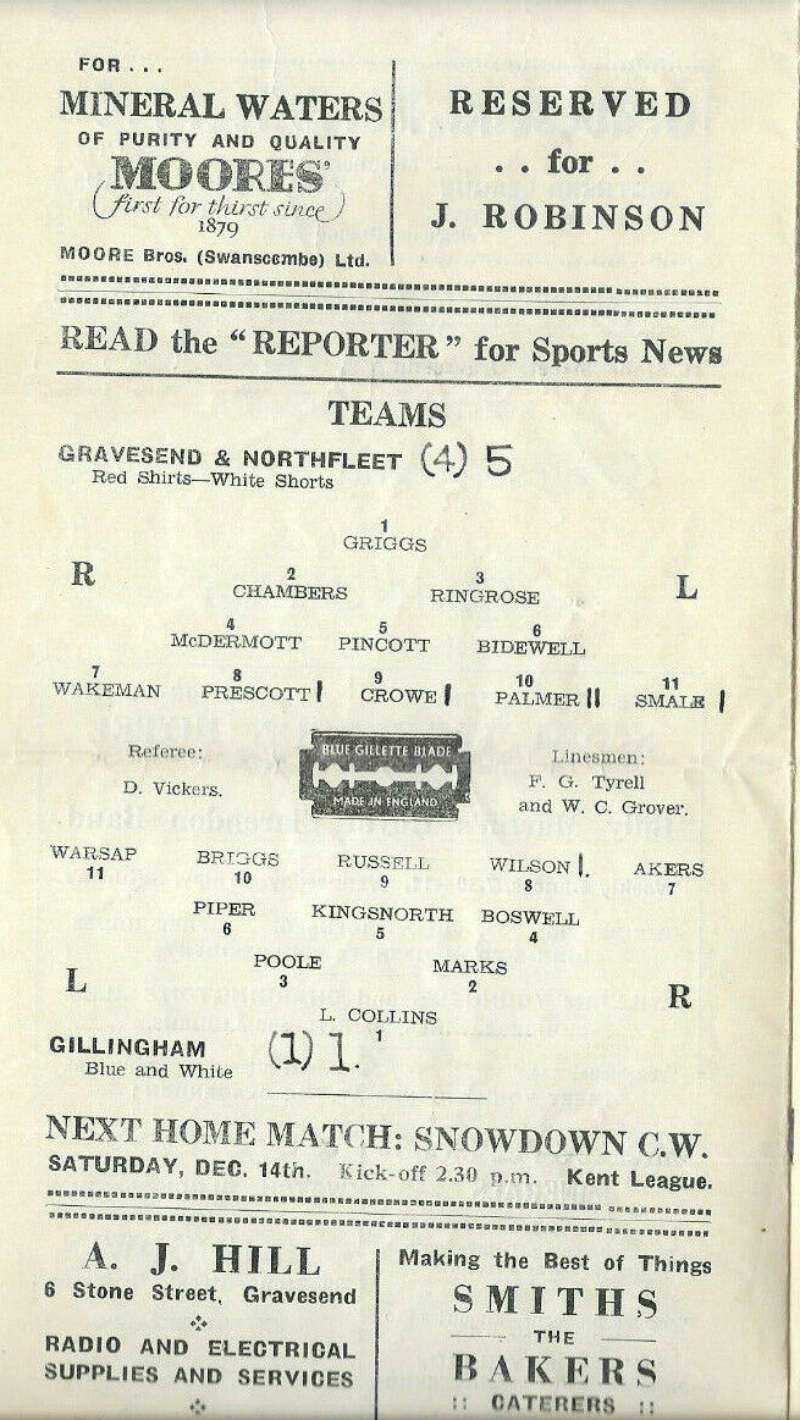 FOR . . .
MINERAL WATERS
OF PURITY AND QUALITY
MOORES'
(first for thirst since)
1879
MOORE Bros. (Swanscombe) Ltd.
RESERVED
. . for . .
J. ROBINSON
READ the "REPORTER" for Sports News
TEAMS
GRAVESEND & NORTHFLEET (4) 5
Red Shirts—White Shorts
1
GRIGGS
R L
2 3
CHAMBERS RINGROSE
4 5 6
McDERMOTT PINCOTT BIDEWELL
7 8 9 10 11
WAKEMAN PRESCOTT | CROWE | PALMER || SMALE |
Referee:
D. Vickers.
BLUE GILLETTE BLADE
MADE IN ENGLAND
Linesmen:
F. G. Tyrell
and W. C. Grover.
WARSAP BRIGGS RUSSELL WILSON |. AKERS
11 10 9 8 7
PIPER KINGSNORTH BOSWELL
6 5 4
POOLE MARKS
3 2
L R
L. COLLINS
1
GILLINGHAM (1) 1.
Blue and White
NEXT HOME MATCH: SNOWDOWN C.W.
SATURDAY, DEC. 14th. Kick-off 2.30 p.m. Kent League.
A. J. HILL
6 Stone Street, Gravesend
RADIO AND ELECTRICAL
SUPPLIES AND SERVICES
Making the Best of Things
SMITHS
THE
BAKERS
:: CATERERS ::